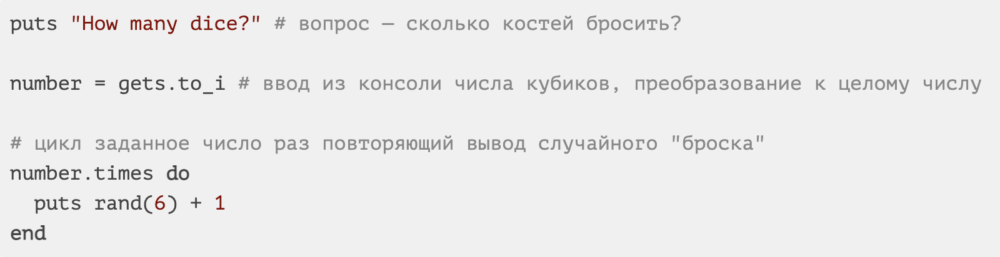 puts "How many dice?" # вопрос — сколько костей бросить?
number = gets.to_i # ввод из консоли числа кубиков, преобразование к целому числу
# цикл заданное число раз повторяющий вывод случайного "броска"
number.times do
  puts rand(6) + 1
end